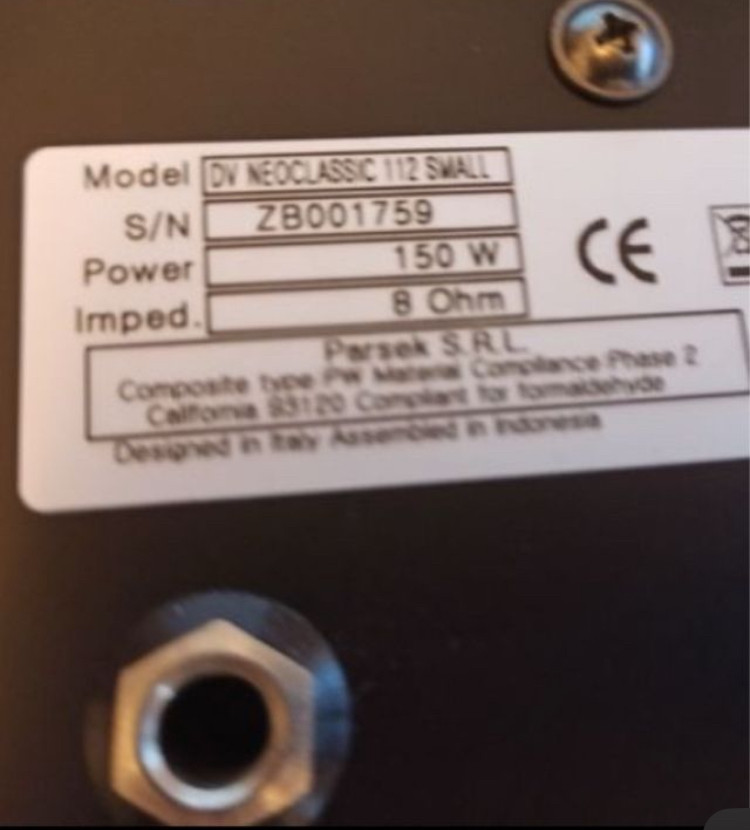 Model DV NEOCLASSIC 112 SMALL
S/N ZB001759
Power 150 W
Imped. 8 Ohm
CE
Parsek S.R.L.
Composite type PW Material Compliance Phase 2
California 93120 Compliant for formaldehyde
Designed in Italy Assembled in Indonesia